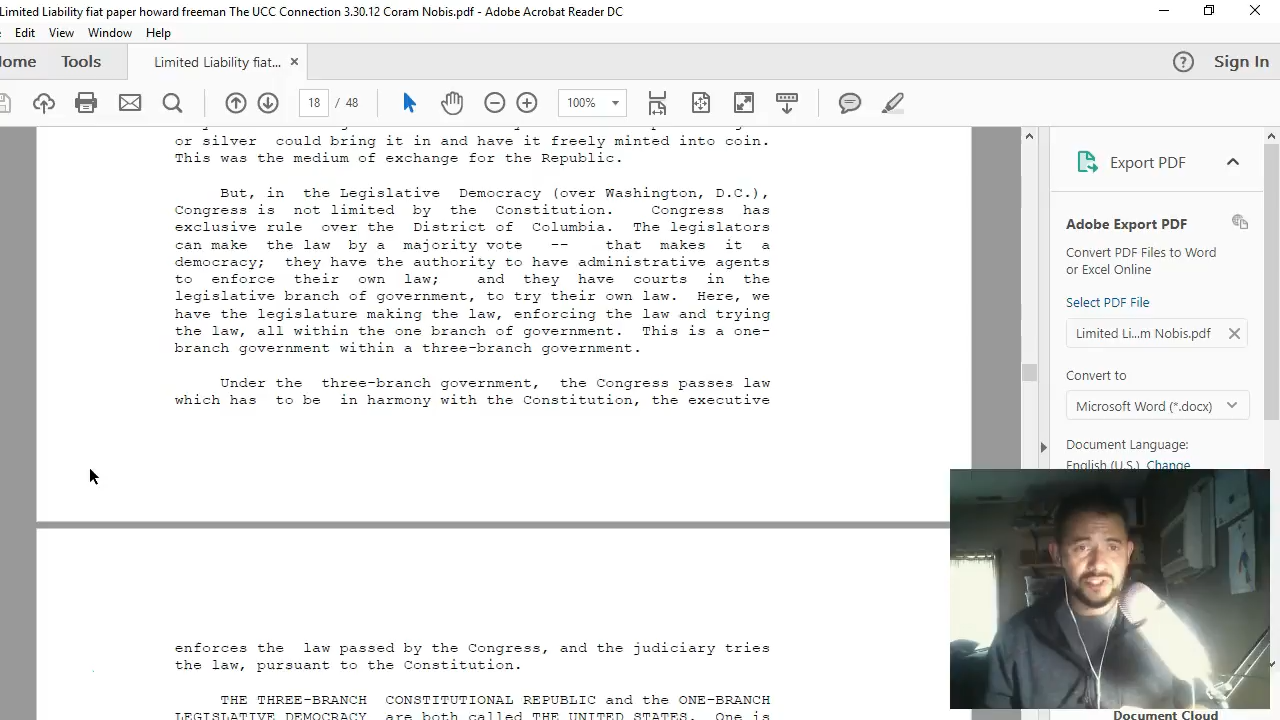 Limited Liability fiat paper howard freeman The UCC Connection 3.30.12 Coram Nobis.pdf - Adobe Acrobat Reader DC
Edit View Window Help
ome Tools Limited Liability fiat... Sign In
18 / 48 100%
or silver could bring it in and have it freely minted into coin.
This was the medium of exchange for the Republic.
But, in the Legislative Democracy (over Washington, D.C.),
Congress is not limited by the Constitution. Congress has
exclusive rule over the District of Columbia. The legislators
can make the law by a majority vote -- that makes it a
democracy; they have the authority to have administrative agents
to enforce their own law; and they have courts in the
legislative branch of government, to try their own law. Here, we
have the legislature making the law, enforcing the law and trying
the law, all within the one branch of government. This is a one-
branch government within a three-branch government.
Under the three-branch government, the Congress passes law
which has to be in harmony with the Constitution, the executive
enforces the law passed by the Congress, and the judiciary tries
the law, pursuant to the Constitution.
THE THREE-BRANCH CONSTITUTIONAL REPUBLIC and the ONE-BRANCH
LEGISLATIVE DEMOCRACY are both called THE UNITED STATES. One is
Export PDF
Adobe Export PDF
Convert PDF Files to Word
or Excel Online
Select PDF File
Limited Li...m Nobis.pdf
Convert to
Microsoft Word (*.docx)
Document Language:
English (U.S.) Change
Document Cloud